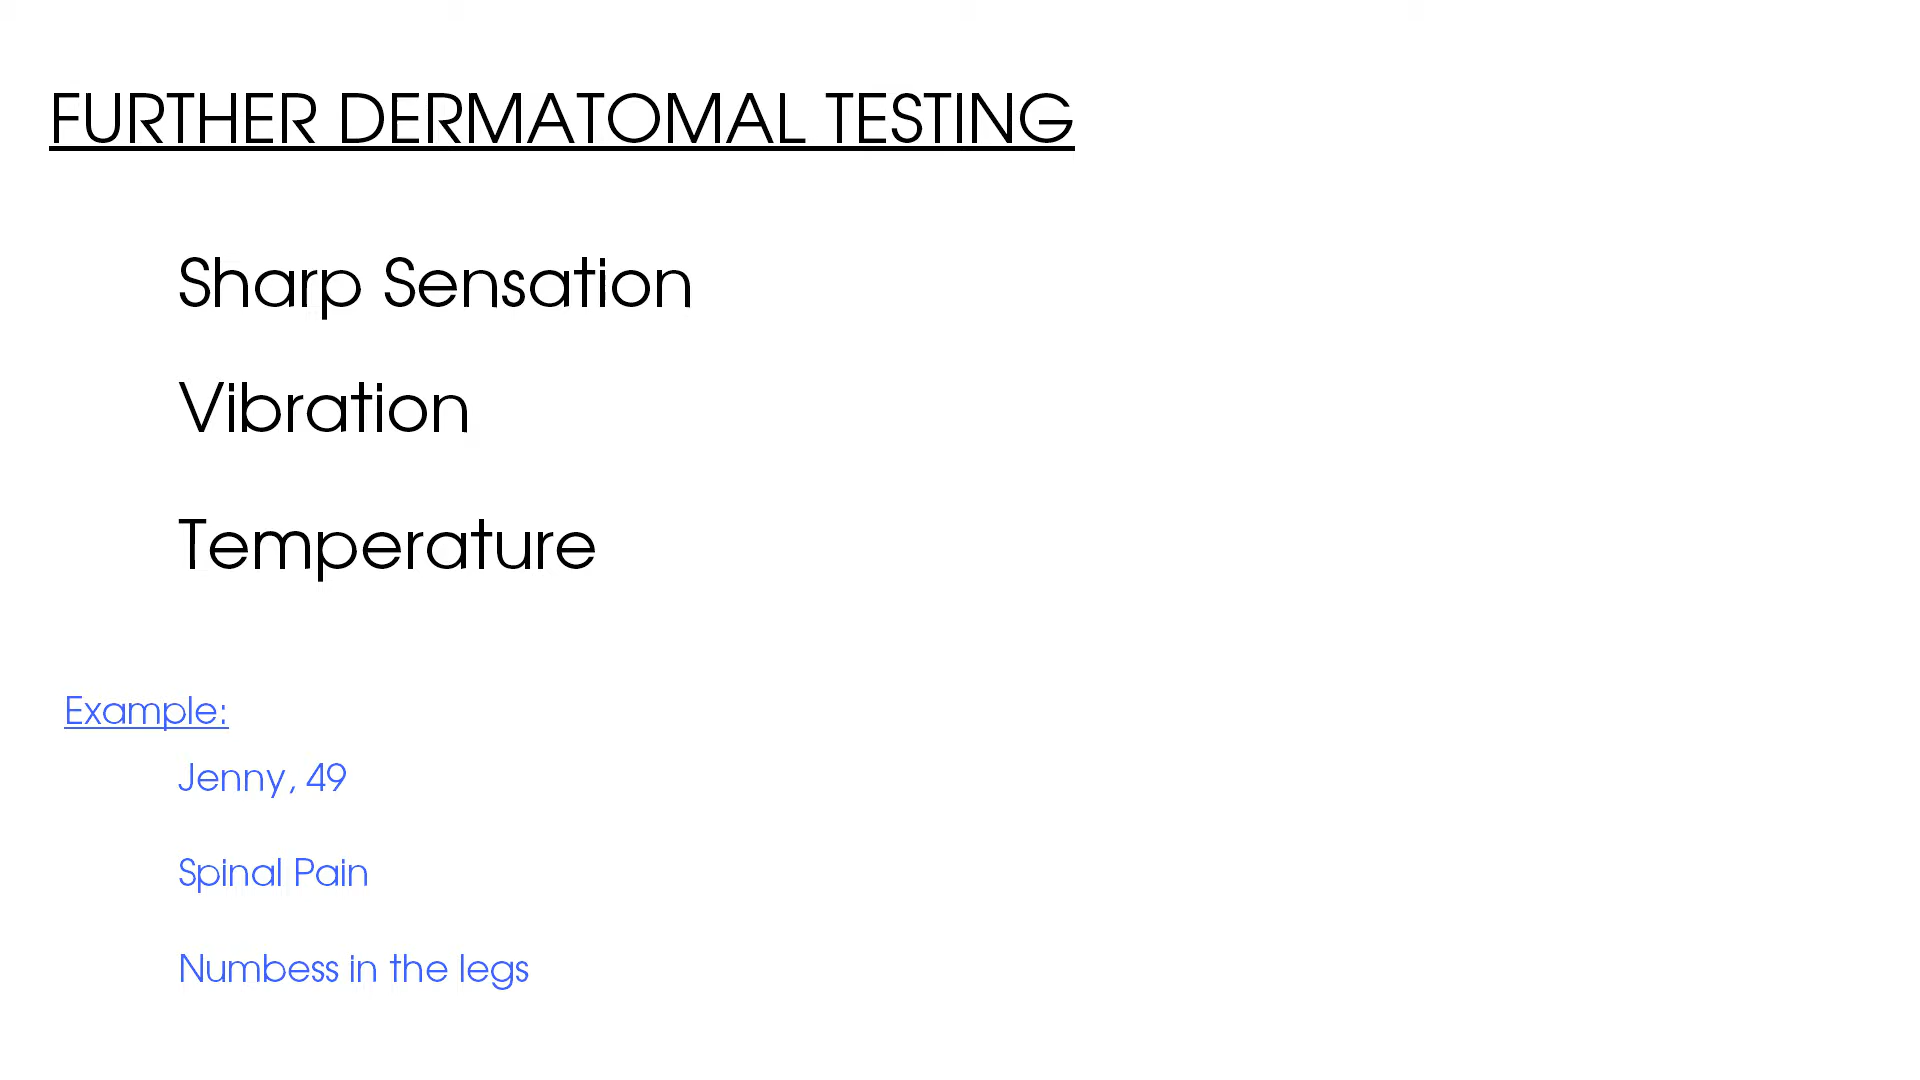 FURTHER DERMATOMAL TESTING
Sharp Sensation
Vibration
Temperature
Example:
Jenny, 49
Spinal Pain
Numbess in the legs